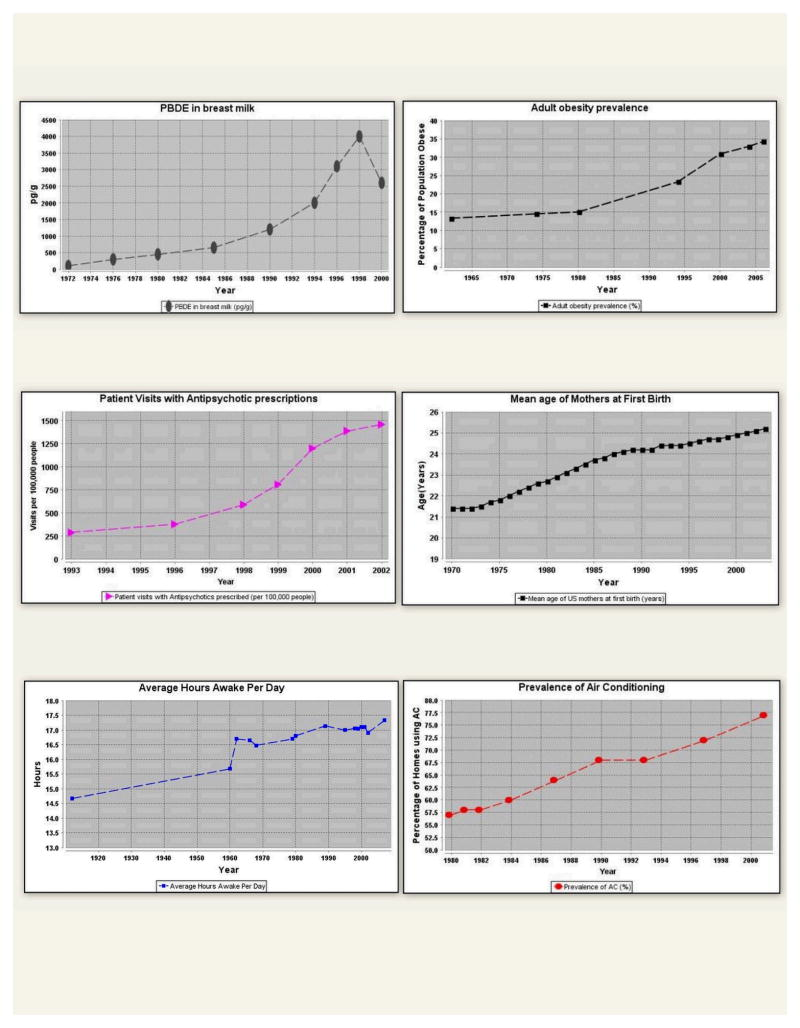 PBDE in breast milk
4500
4000
3500
3000
2500
2000
1500
1000
500
0
pg/g
1972 1974 1976 1978 1980 1982 1984 1986 1988 1990 1992 1994 1996 1998 2000
Year
PBDE in breast milk (pg/g)
Adult obesity prevalence
40
35
30
25
20
15
10
5
0
Percentage of Population Obese
1965 1970 1975 1980 1985 1990 1995 2000 2005
Year
Adult obesity prevalence (%)
Patient Visits with Antipsychotic prescriptions
1500
1250
1000
750
500
250
0
Visits per 100,000 people
1993 1994 1995 1996 1997 1998 1999 2000 2001 2002
Year
Patient visits with Antipsychotics prescribed (per 100,000 people)
Mean age of Mothers at First Birth
26
25
24
23
22
21
20
19
Age(Years)
1970 1975 1980 1985 1990 1995 2000
Year
Mean age of US mothers at first birth (years)
Average Hours Awake Per Day
18.0
17.5
17.0
16.5
16.0
15.5
15.0
14.5
14.0
13.5
13.0
Hours
1920 1930 1940 1950 1960 1970 1980 1990 2000
Year
Average Hours Awake Per Day
Prevalence of Air Conditioning
80.0
77.5
75.0
72.5
70.0
67.5
65.0
62.5
60.0
57.5
55.0
52.5
50.0
Percentage of Homes using AC
1980 1982 1984 1986 1988 1990 1992 1994 1996 1998 2000
Year
Prevalence of AC (%)